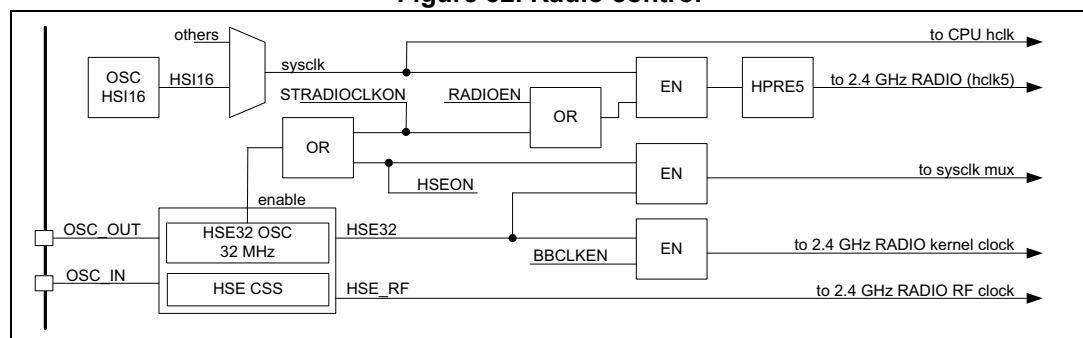 Figure 32. Radio control
others
to CPU hclk
OSC
HSI16
HSI16
sysclk
EN
HPRE5
to 2.4 GHz RADIO (hclk5)
STRADIOCLKON
RADIOEN
OR
OR
EN
to sysclk mux
HSEON
enable
OSC_OUT
HSE32 OSC
32 MHz
HSE32
EN
to 2.4 GHz RADIO kernel clock
BBCLKEN
OSC_IN
HSE CSS
HSE_RF
to 2.4 GHz RADIO RF clock